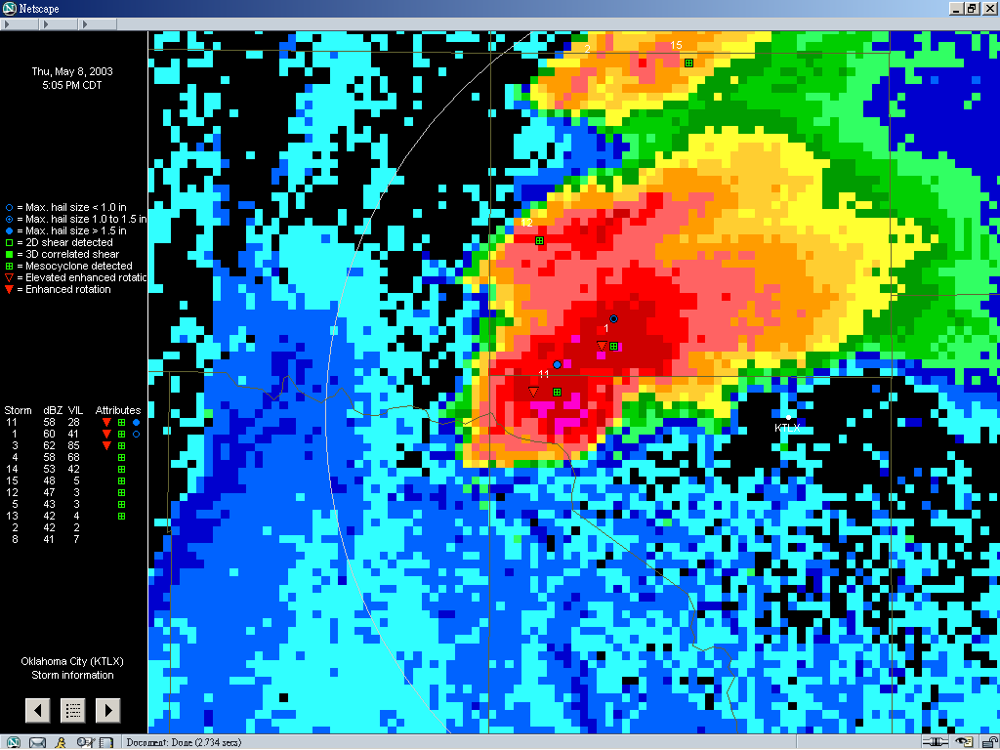 Netscape
Thu, May 8, 2003
5:05 PM CDT
= Max. hail size < 1.0 in
= Max. hail size 1.0 to 1.5 in
= Max. hail size > 1.5 in
= 2D shear detected
= 3D correlated shear
= Mesocyclone detected
= Elevated enhanced rotatic
= Enhanced rotation
Storm dBZ VIL Attributes
11 58 28
1 60 41
3 62 85
4 58 68
14 53 42
15 48 5
12 47 3
5 43 3
13 42 4
2 42 2
8 41 7
2
15
12
1
11
KTLX
Oklahoma City (KTLX)
Storm information
Document: Done (2.734 secs)